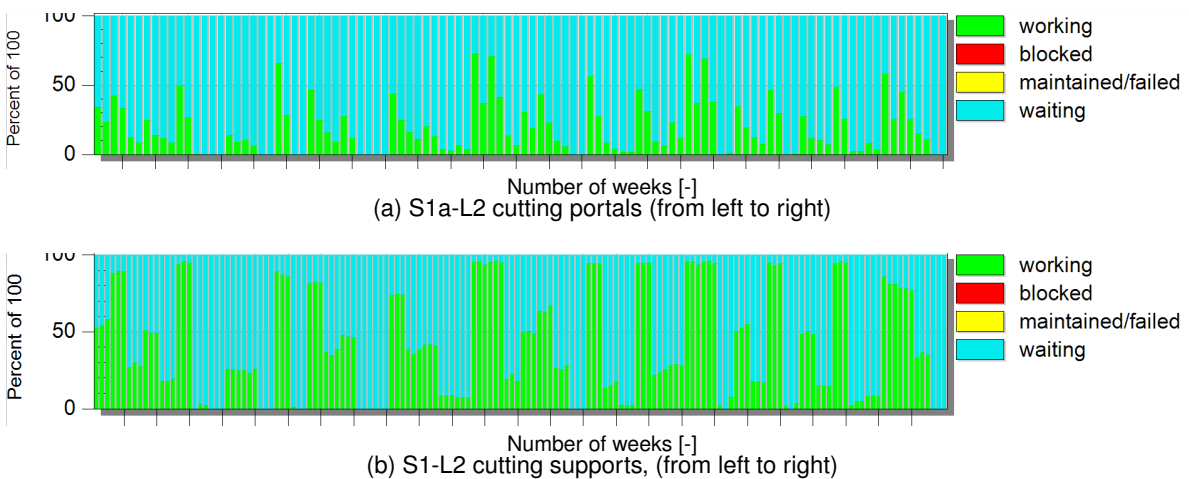 100
50
0
Percent of 100
working
blocked
maintained/failed
waiting
Number of weeks [-]
(a) S1a-L2 cutting portals (from left to right)
100
50
0
Percent of 100
working
blocked
maintained/failed
waiting
Number of weeks [-]
(b) S1-L2 cutting supports, (from left to right)